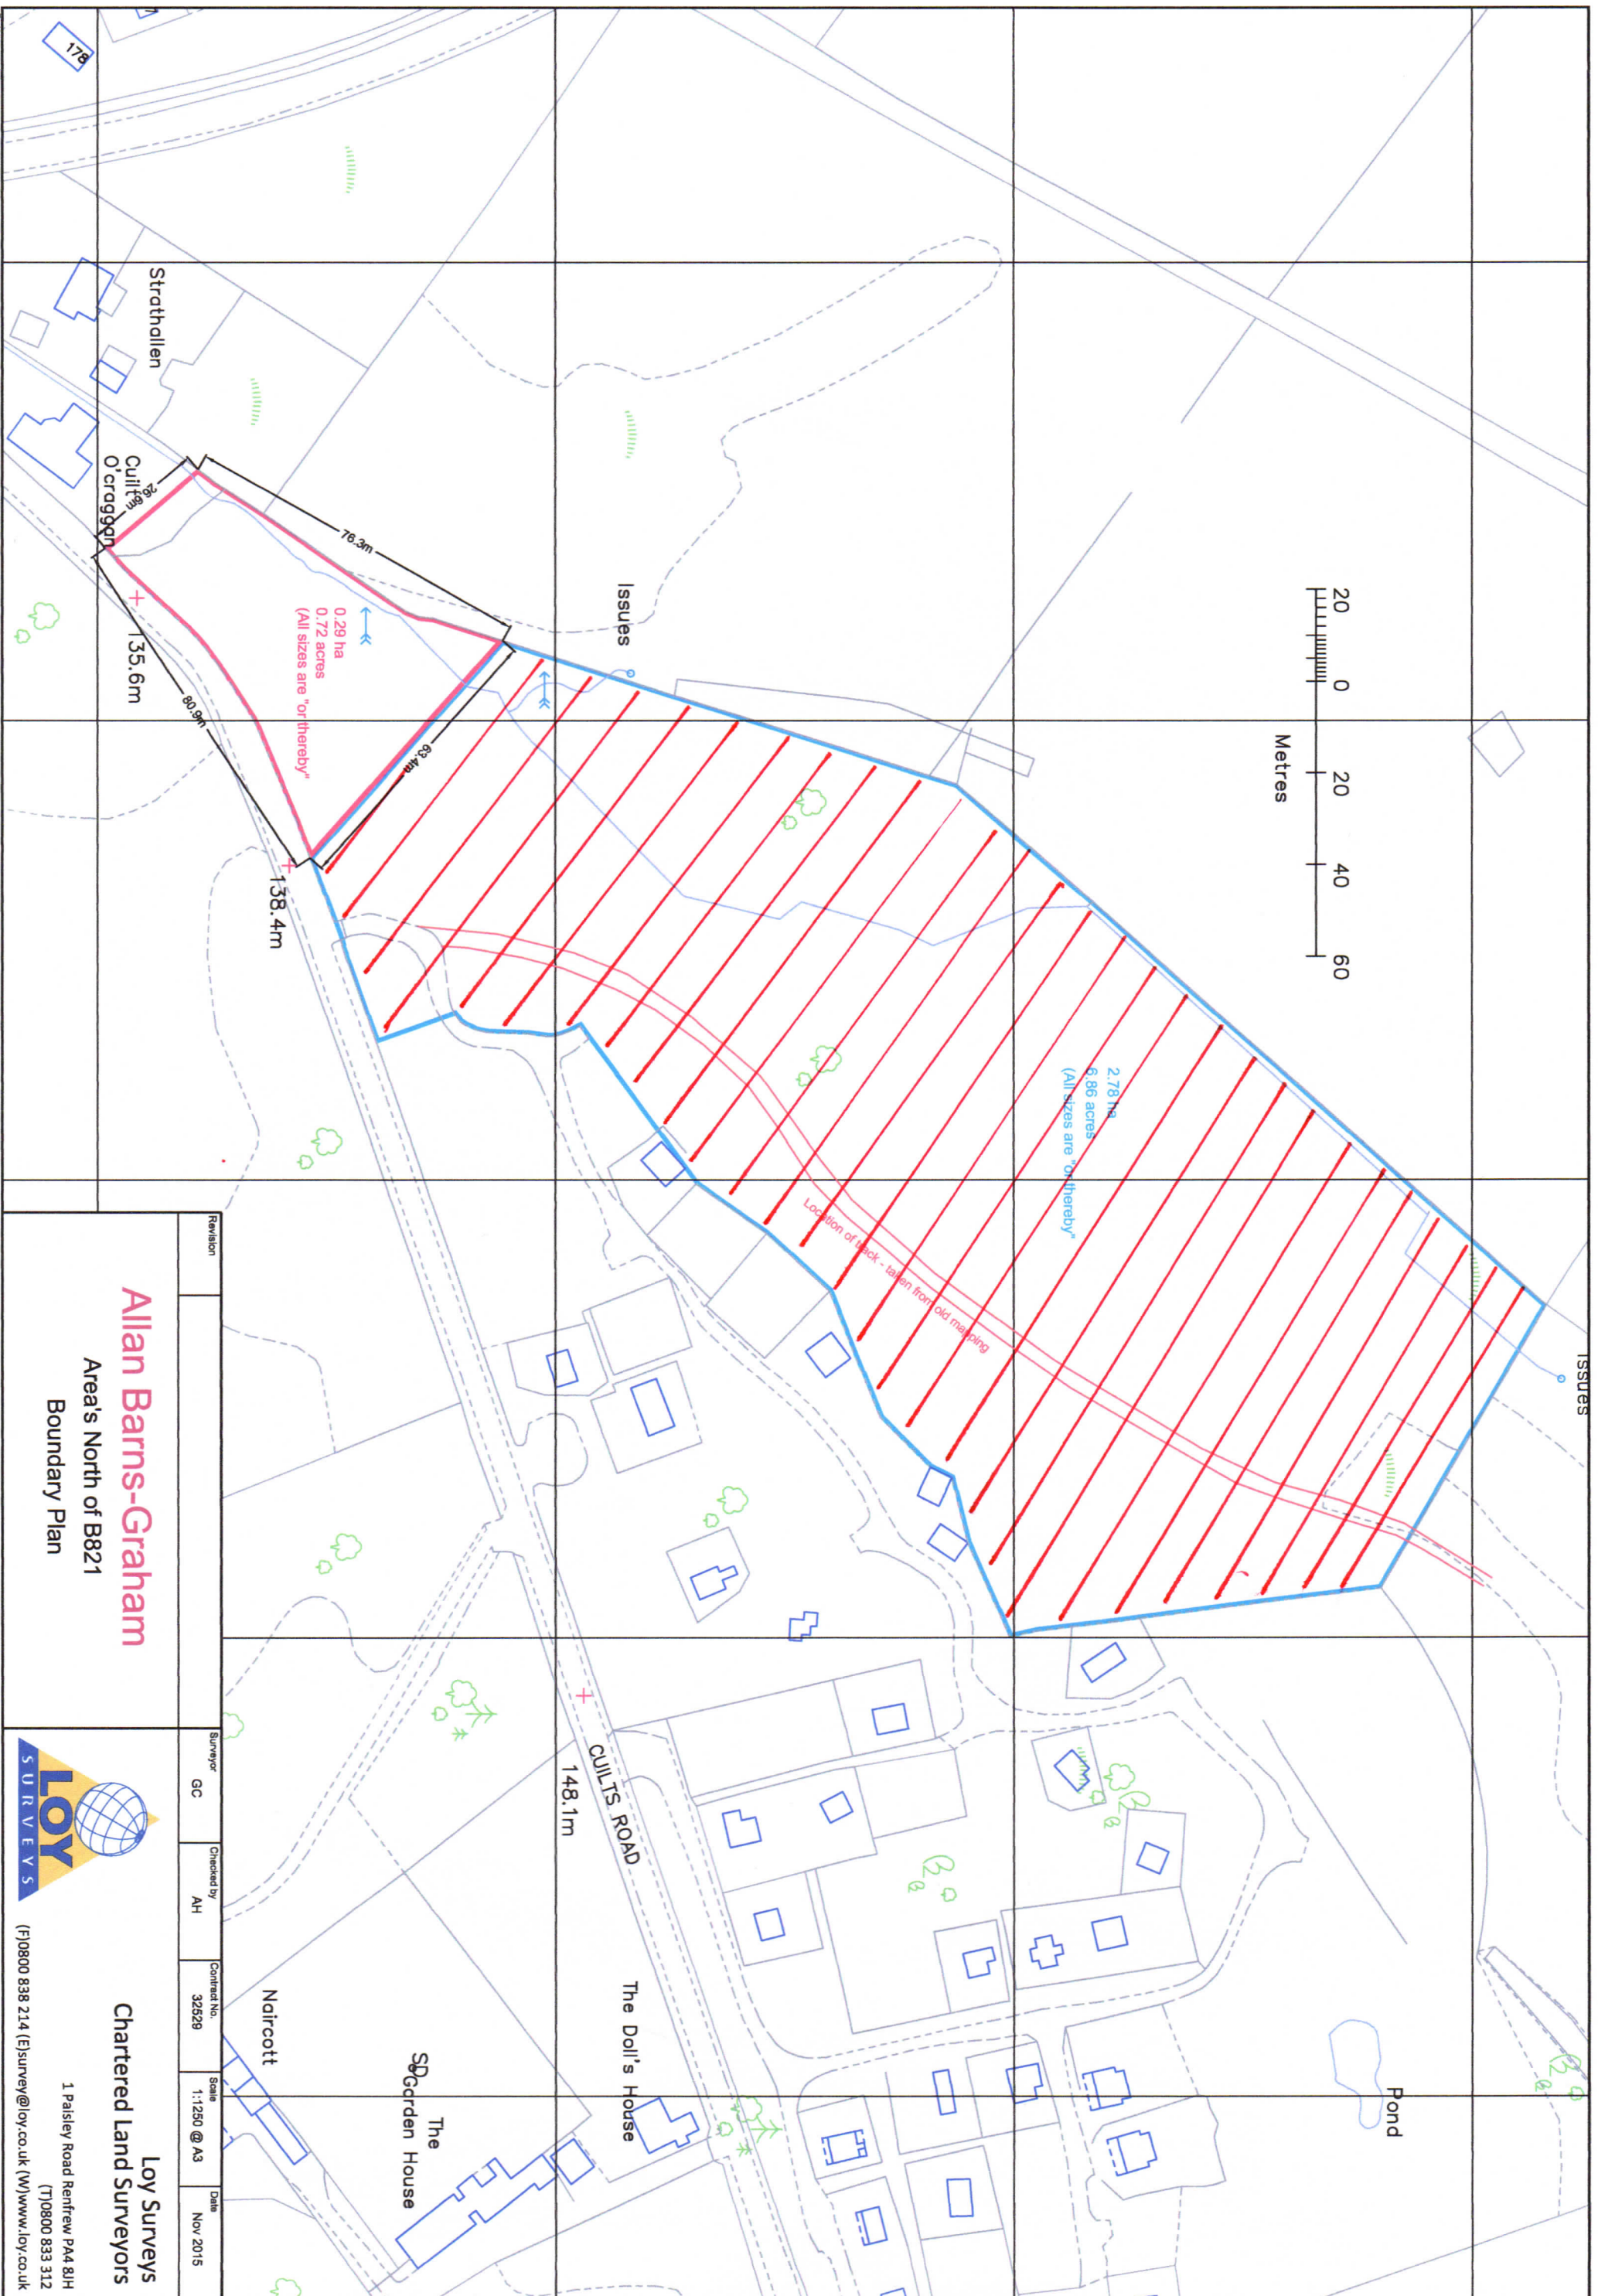 178
Strathallen
Cuilt
O'craggan
26.6m
76.3m
135.6m
80.9m
63.4m
138.4m
0.29 ha
0.72 acres
(All sizes are "or thereby"
Issues
20 0 20 40 60
Metres
2.78 ha
6.86 acres
(All sizes are "or thereby"
Location of track - taken from old mapping
Issues
CUILTS ROAD
148.1m
The Doll's House
The
Garden House
SD
Naircott
Pond
Revision
Allan Barns-Graham
Area's North of B821
Boundary Plan
Surveyor
GC
Checked by
AH
Contract No.
32529
Scale
1:1250 @ A3
Date
Nov 2015
LOY
SURVEYS
Loy Surveys
Chartered Land Surveyors
1 Paisley Road Renfrew PA4 8JH
(T)0800 833 312
(F)0800 838 214 (E)survey@loy.co.uk (W)www.loy.co.uk